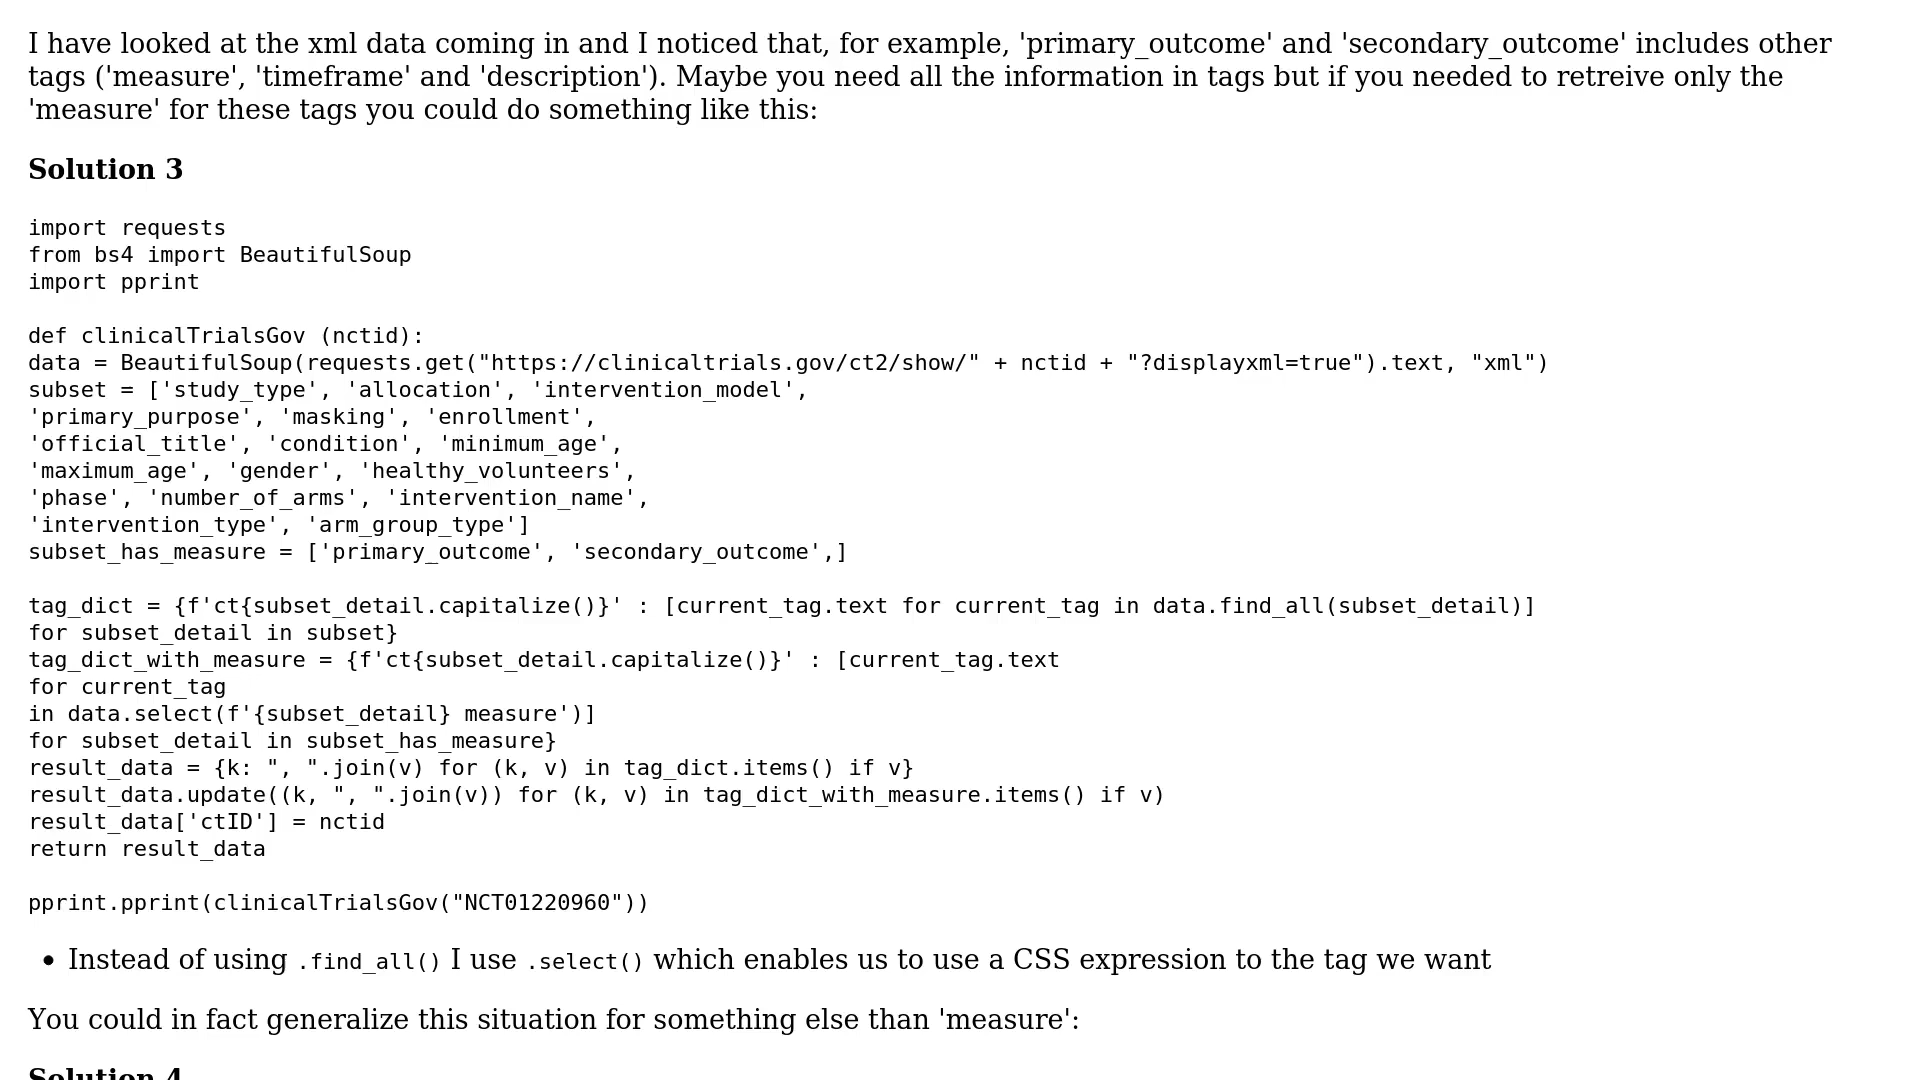 I have looked at the xml data coming in and I noticed that, for example, 'primary_outcome' and 'secondary_outcome' includes other
tags ('measure', 'timeframe' and 'description'). Maybe you need all the information in tags but if you needed to retreive only the
'measure' for these tags you could do something like this:
Solution 3
import requests
from bs4 import BeautifulSoup
import pprint
def clinicalTrialsGov (nctid):
data = BeautifulSoup(requests.get("https://clinicaltrials.gov/ct2/show/" + nctid + "?displayxml=true").text, "xml")
subset = ['study_type', 'allocation', 'intervention_model',
'primary_purpose', 'masking', 'enrollment',
'official_title', 'condition', 'minimum_age',
'maximum_age', 'gender', 'healthy_volunteers',
'phase', 'number_of_arms', 'intervention_name',
'intervention_type', 'arm_group_type']
subset_has_measure = ['primary_outcome', 'secondary_outcome',]
tag_dict = {f'ct{subset_detail.capitalize()}' : [current_tag.text for current_tag in data.find_all(subset_detail)]
for subset_detail in subset}
tag_dict_with_measure = {f'ct{subset_detail.capitalize()}' : [current_tag.text
for current_tag
in data.select(f'{subset_detail} measure')]
for subset_detail in subset_has_measure}
result_data = {k: ", ".join(v) for (k, v) in tag_dict.items() if v}
result_data.update((k, ", ".join(v)) for (k, v) in tag_dict_with_measure.items() if v)
result_data['ctID'] = nctid
return result_data
pprint.pprint(clinicalTrialsGov("NCT01220960"))
• Instead of using .find_all() I use .select() which enables us to use a CSS expression to the tag we want
You could in fact generalize this situation for something else than 'measure':
Solution 4